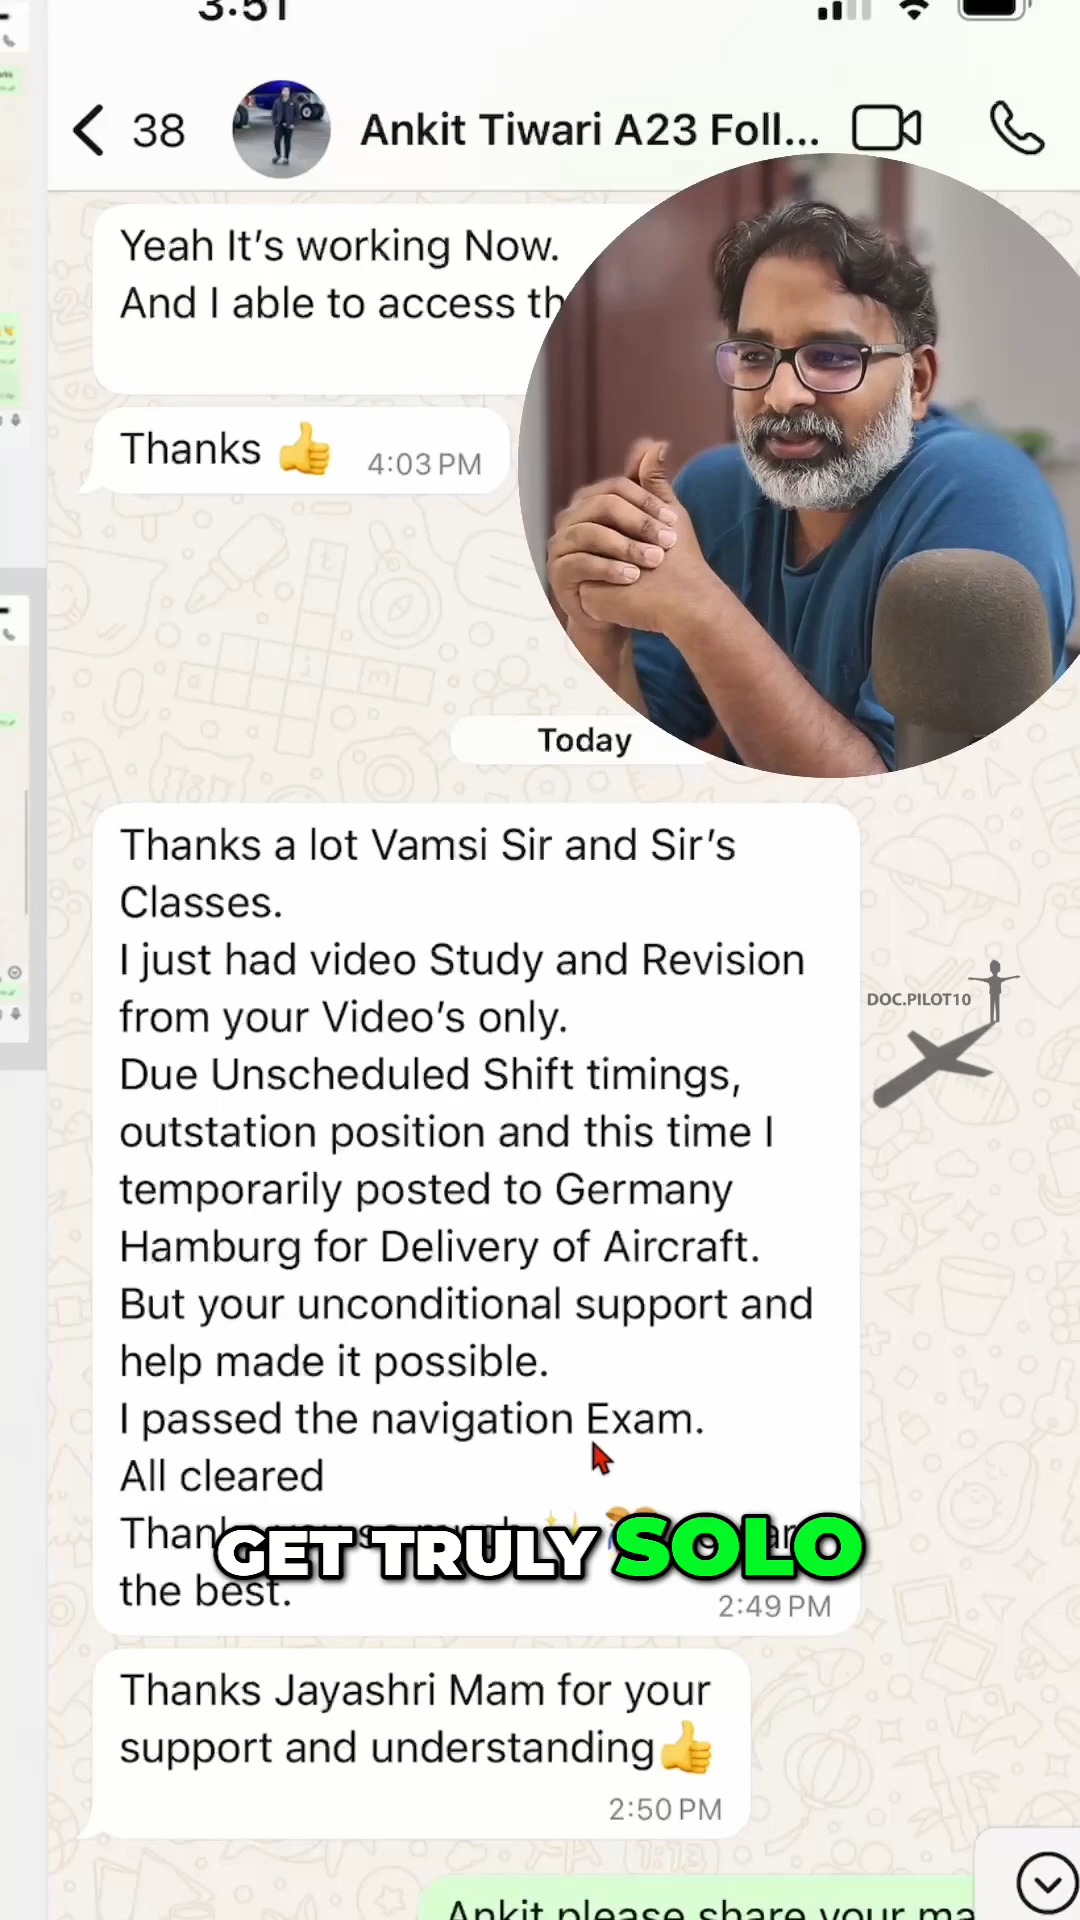 3:51
38
Ankit Tiwari A23 Foll...
Yeah It's working Now.
And I able to access th
Thanks 👍 4:03 PM
Today
Thanks a lot Vamsi Sir and Sir's
Classes.
I just had video Study and Revision
from your Video's only.
Due Unscheduled Shift timings,
outstation position and this time I
temporarily posted to Germany
Hamburg for Delivery of Aircraft.
But your unconditional support and
help made it possible.
I passed the navigation Exam.
All cleared
the best.
2:49 PM
GET TRULY SOLO
DOC.PILOT10
Thanks Jayashri Mam for your
support and understanding👍
2:50 PM
Ankit please share your ma